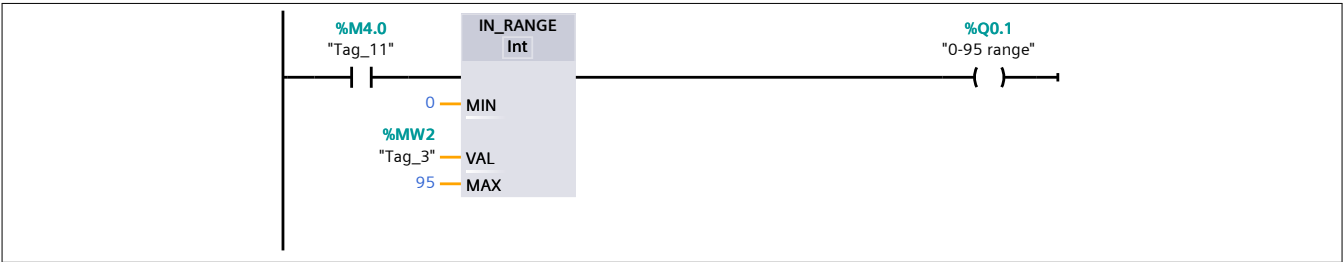 %M4.0
"Tag_11"
IN_RANGE
Int
%Q0.1
"0-95 range"
0 MIN
%MW2
"Tag_3" VAL
95 MAX